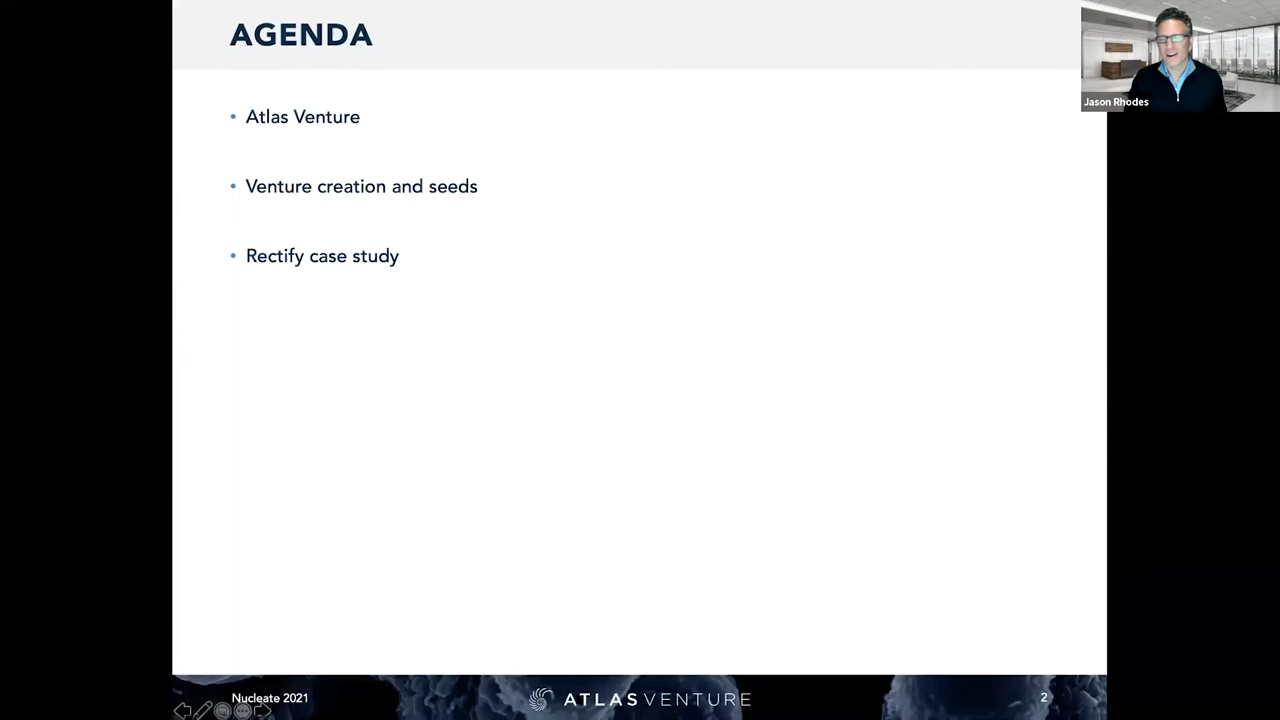 AGENDA
Jason Rhodes
• Atlas Venture
• Venture creation and seeds
• Rectify case study
Nucleate 2021
ATLAS VENTURE
2